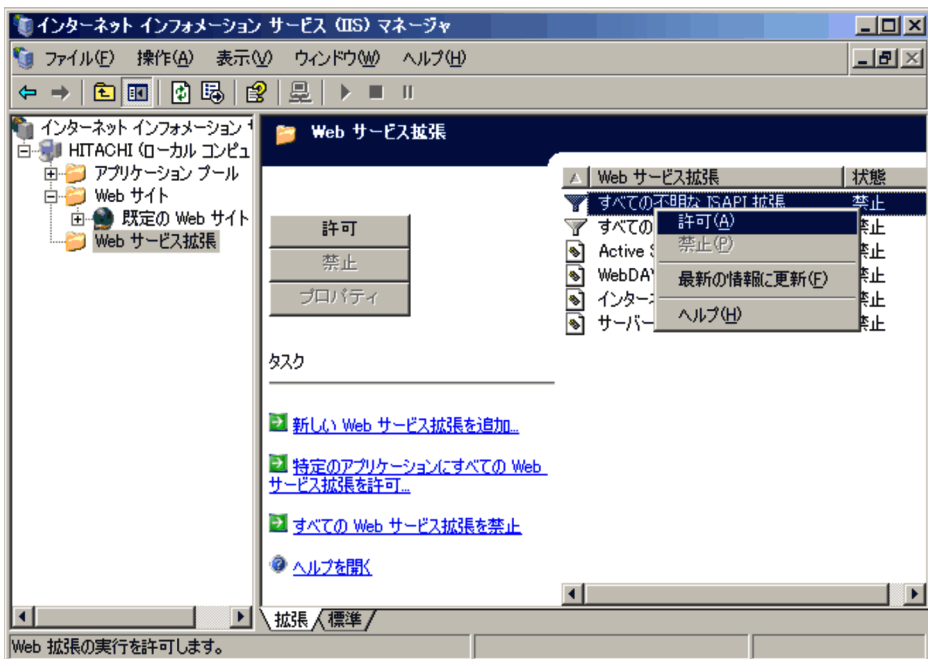 インターネット インフォメーション サービス (IIS) マネージャ
ファイル(F) 操作(A) 表示(V) ウィンドウ(W) ヘルプ(H)
インターネット インフォメーション
HITACHI (ローカル コンピュ
アプリケーション プール
Web サイト
既定の Web サイト
Web サービス拡張
Web サービス拡張
許可
禁止
プロパティ
タスク
新しい Web サービス拡張を追加...
特定のアプリケーションにすべての Web
サービス拡張を許可...
すべての Web サービス拡張を禁止
ヘルプを開く
Web サービス拡張 状態
すべての不明な ISAPI 拡張 禁止
すべての 禁止
Active 禁止
WebDAV 禁止
インターネ 禁止
サーバー 禁止
許可(A)
禁止(P)
最新の情報に更新(F)
ヘルプ(H)
拡張 標準
Web 拡張の実行を許可します。